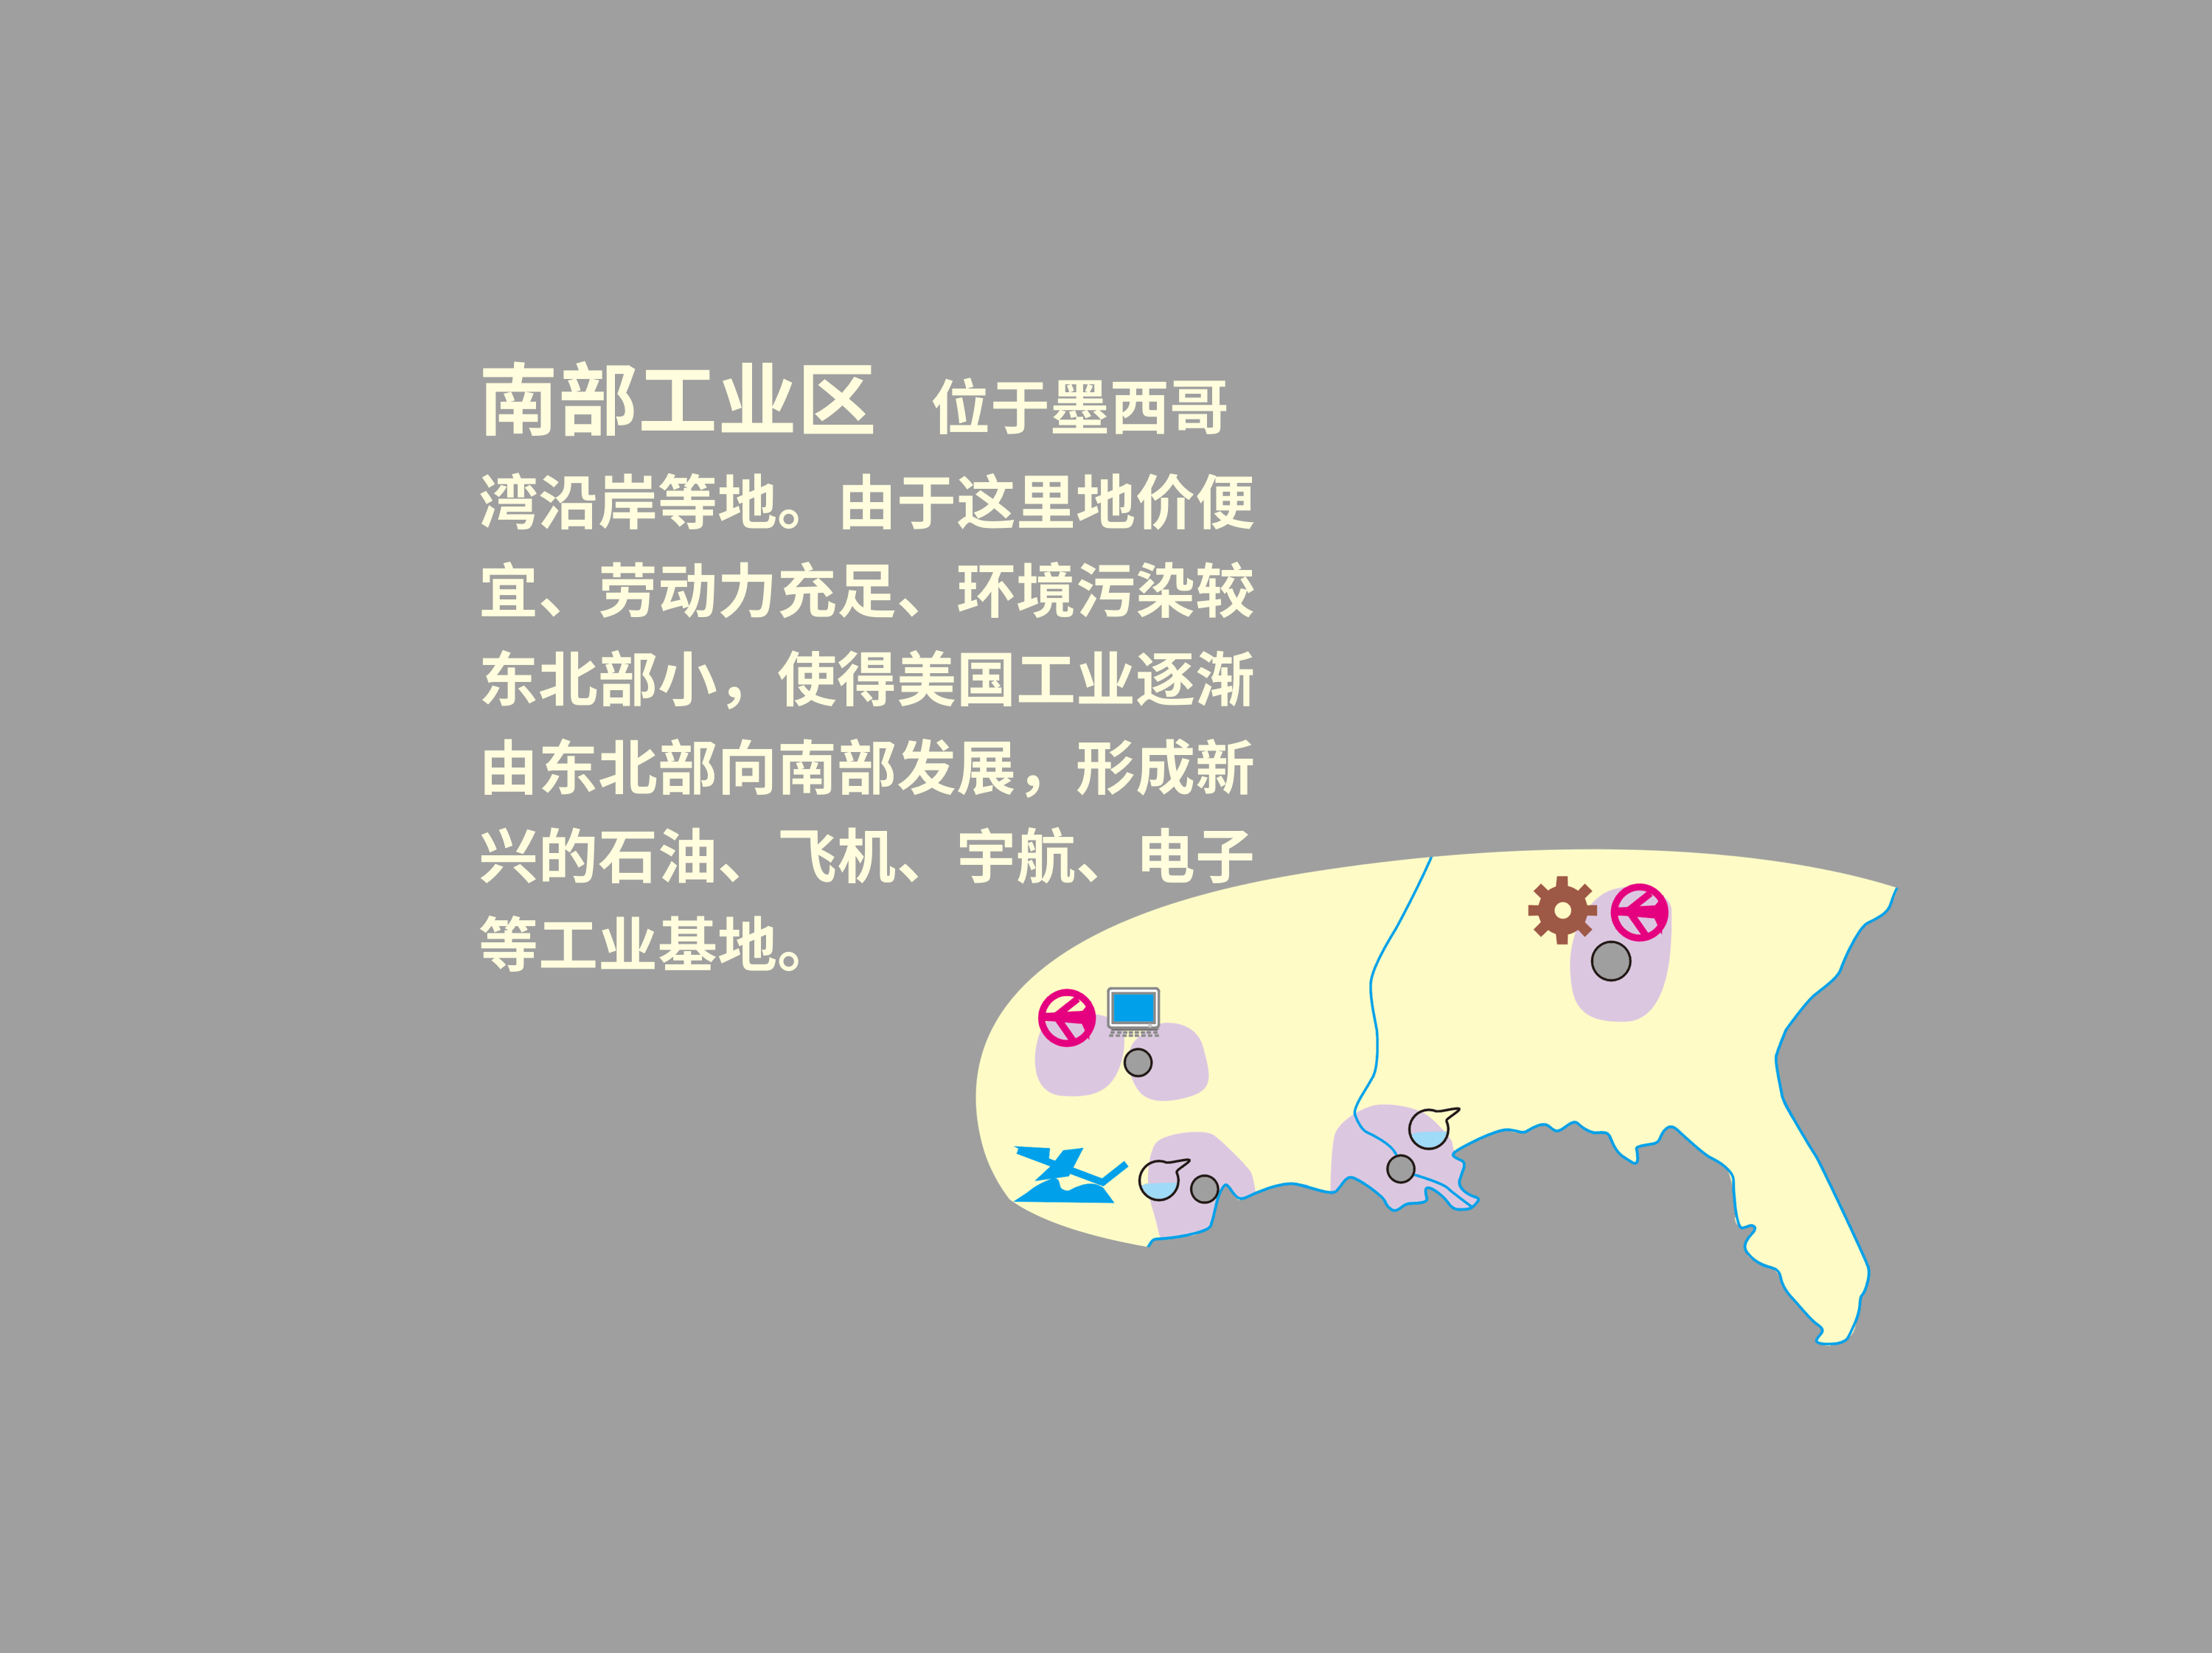 南部工业区 位于墨西哥
湾沿岸等地。由于这里地价便
宜、劳动力充足、环境污染较
东北部小，使得美国工业逐渐
由东北部向南部发展，形成新
兴的石油、飞机、宇航、电子
等工业基地。